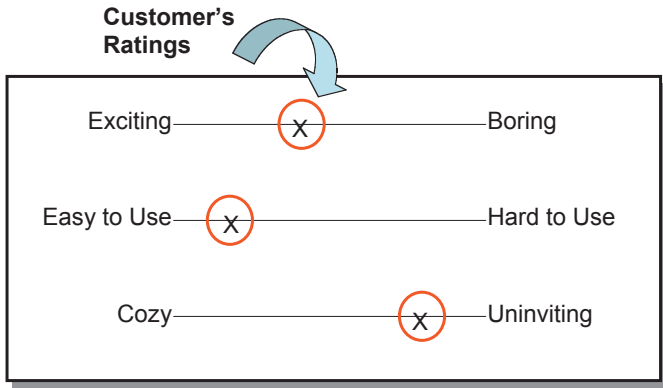 Customer's
Ratings
Exciting X Boring
Easy to Use X Hard to Use
Cozy X Uninviting